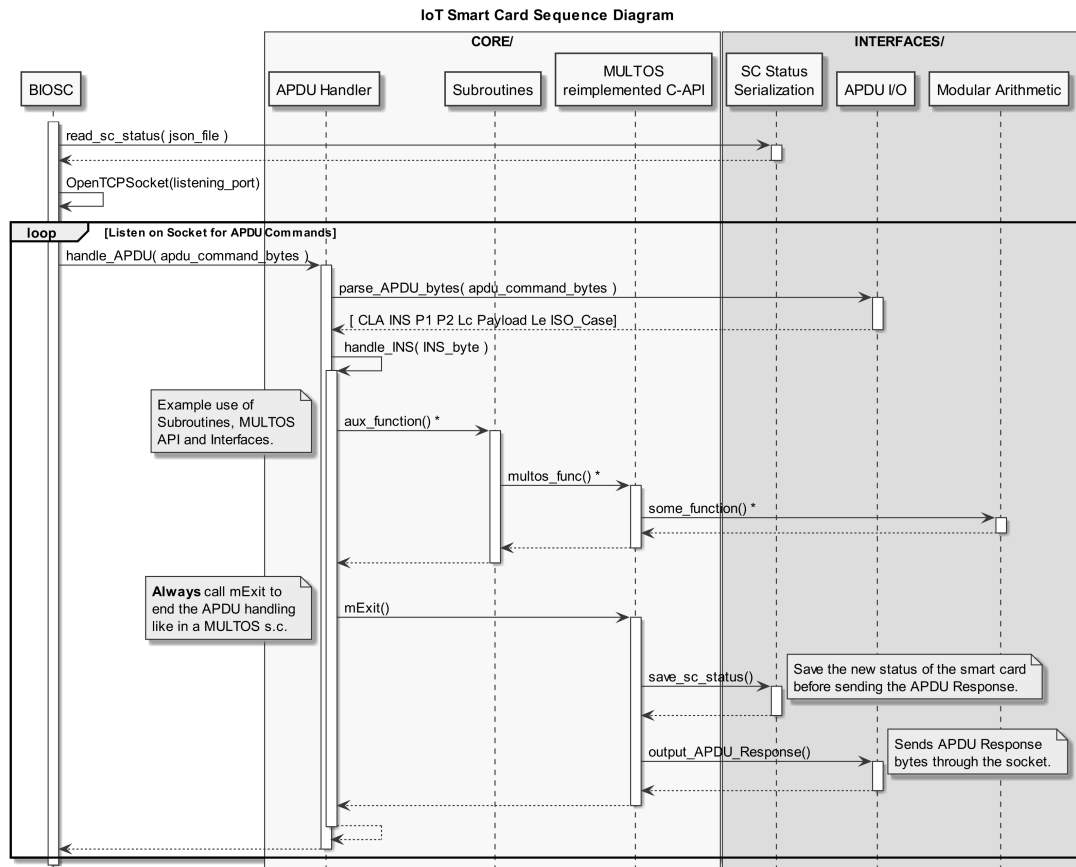 IoT Smart Card Sequence Diagram
CORE/
INTERFACES/
BIOSC
APDU Handler
Subroutines
MULTOS
reimplemented C-API
SC Status
Serialization
APDU I/O
Modular Arithmetic
read_sc_status( json_file )
OpenTCPSocket(listening_port)
loop
[Listen on Socket for APDU Commands]
handle_APDU( apdu_command_bytes )
parse_APDU_bytes( apdu_command_bytes )
[ CLA INS P1 P2 Lc Payload Le ISO_Case]
handle_INS( INS_byte )
Example use of
Subroutines, MULTOS
API and Interfaces.
aux_function() *
multos_func() *
some_function() *
Always call mExit to
end the APDU handling
like in a MULTOS s.c.
mExit()
save_sc_status()
Save the new status of the smart card
before sending the APDU Response.
output_APDU_Response()
Sends APDU Response
bytes through the socket.